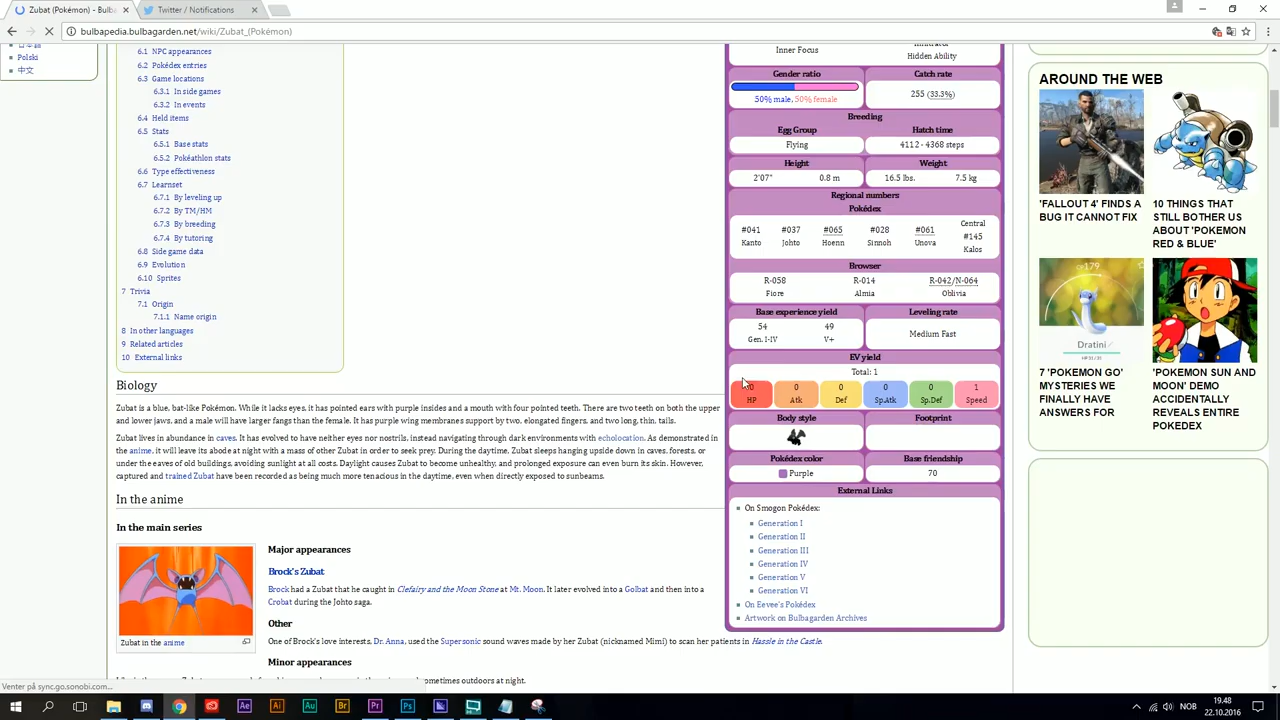 Zubat (Pokémon) - Bulba
Twitter / Notifications
bulbapedia.bulbagarden.net/wiki/Zubat_(Pokémon)
日本語
Polski
中文
6.1 NPC appearances
6.2 Pokédex entries
6.3 Game locations
6.3.1 In side games
6.3.2 In events
6.4 Held items
6.5 Stats
6.5.1 Base stats
6.5.2 Pokéathlon stats
6.6 Type effectiveness
6.7 Learnset
6.7.1 By leveling up
6.7.2 By TM/HM
6.7.3 By breeding
6.7.4 By tutoring
6.8 Side game data
6.9 Evolution
6.10 Sprites
7 Trivia
7.1 Origin
7.1.1 Name origin
8 In other languages
9 Related articles
10 External links
Biology
Zubat is a blue, bat-like Pokémon. While it lacks eyes, it has pointed ears with purple insides and a mouth with four pointed teeth. There are two teeth on both the upper
and lower jaws, and a male will have larger fangs than the female. It has purple wing membranes support by two, elongated fingers, and two long, thin, tails.
Zubat lives in abundance in caves. It has evolved to have neither eyes nor nostrils, instead navigating through dark environments with echolocation. As demonstrated in
the anime, it will leave its abode at night with a mass of other Zubat in order to seek prey. During the daytime, Zubat sleeps hanging upside down in caves, forests, or
under the eaves of old buildings, avoiding sunlight at all costs. Daylight causes Zubat to become unhealthy, and prolonged exposure can even burn its skin. However,
captured and trained Zubat have been recorded as being much more tenacious in the daytime, even when directly exposed to sunbeams.
In the anime
In the main series
Zubat in the anime
Major appearances
Brock's Zubat
Brock had a Zubat that he caught in Clefairy and the Moon Stone at Mt. Moon. It later evolved into a Golbat and then into a
Crobat during the Johto saga.
Other
One of Brock's love interests, Dr. Anna, used the Supersonic sound waves made by her Zubat (nicknamed Mimi) to scan her patients in Hassle in the Castle.
Minor appearances
sometimes outdoors at night.
Inner Focus
Infiltrator
Hidden Ability
Gender ratio
50% male, 50% female
Catch rate
255 (33.3%)
Breeding
Egg Group
Flying
Hatch time
4112 - 4368 steps
Height
2'07" 0.8 m
Weight
16.5 lbs. 7.5 kg
Regional numbers
Pokédex
#041 Kanto
#037 Johto
#065 Hoenn
#028 Sinnoh
#061 Unova
Central #145 Kalos
Browser
R-058 Fiore
R-014 Almia
R-042/N-064 Oblivia
Base experience yield
54 Gen. I-IV
49 V+
Leveling rate
Medium Fast
EV yield
Total: 1
0 HP
0 Atk
0 Def
0 Sp.Atk
0 Sp.Def
1 Speed
Body style
Footprint
Pokédex color
Purple
Base friendship
70
External Links
On Smogon Pokédex:
Generation I
Generation II
Generation III
Generation IV
Generation V
Generation VI
On Eevee's Pokédex
Artwork on Bulbagarden Archives
AROUND THE WEB
'FALLOUT 4' FINDS A
BUG IT CANNOT FIX
10 THINGS THAT
STILL BOTHER US
ABOUT 'POKEMON
RED & BLUE'
CP179
Dratini
HP 31/31
7 'POKEMON GO'
MYSTERIES WE
FINALLY HAVE
ANSWERS FOR
'POKEMON SUN AND
MOON' DEMO
ACCIDENTALLY
REVEALS ENTIRE
POKEDEX
Venter på sync.go.sonobi.com...
Ae
Ai
Au
Br
Pr
Ps
NOB
19.48
22.10.2016